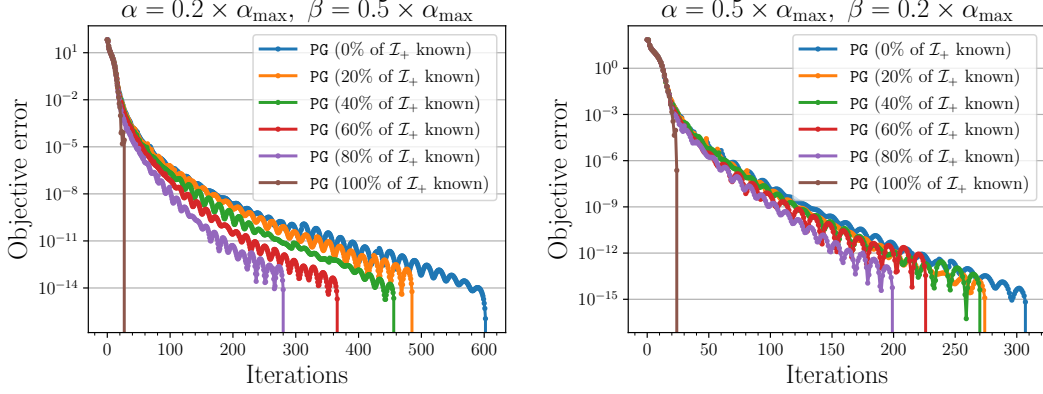 α = 0.2 × α_max, β = 0.5 × α_max
Objective error
10^1
10^−2
10^−5
10^−8
10^−11
10^−14
PG (0% of I_+ known)
PG (20% of I_+ known)
PG (40% of I_+ known)
PG (60% of I_+ known)
PG (80% of I_+ known)
PG (100% of I_+ known)
0 100 200 300 400 500 600
Iterations
α = 0.5 × α_max, β = 0.2 × α_max
Objective error
10^0
10^−3
10^−6
10^−9
10^−12
10^−15
PG (0% of I_+ known)
PG (20% of I_+ known)
PG (40% of I_+ known)
PG (60% of I_+ known)
PG (80% of I_+ known)
PG (100% of I_+ known)
0 50 100 150 200 250 300
Iterations